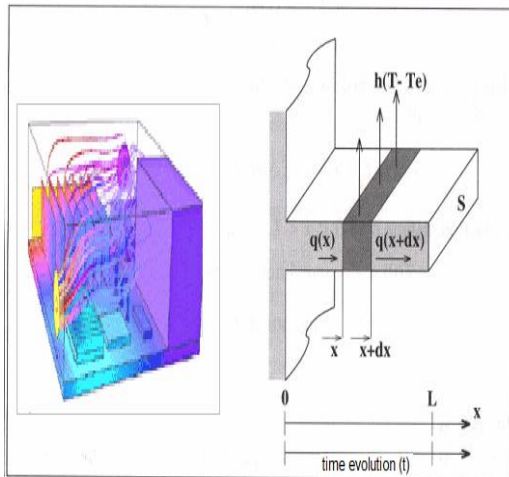 h(T- Te)
S
q(x) q(x+dx)
x x+dx
0 L x
time evolution (t)